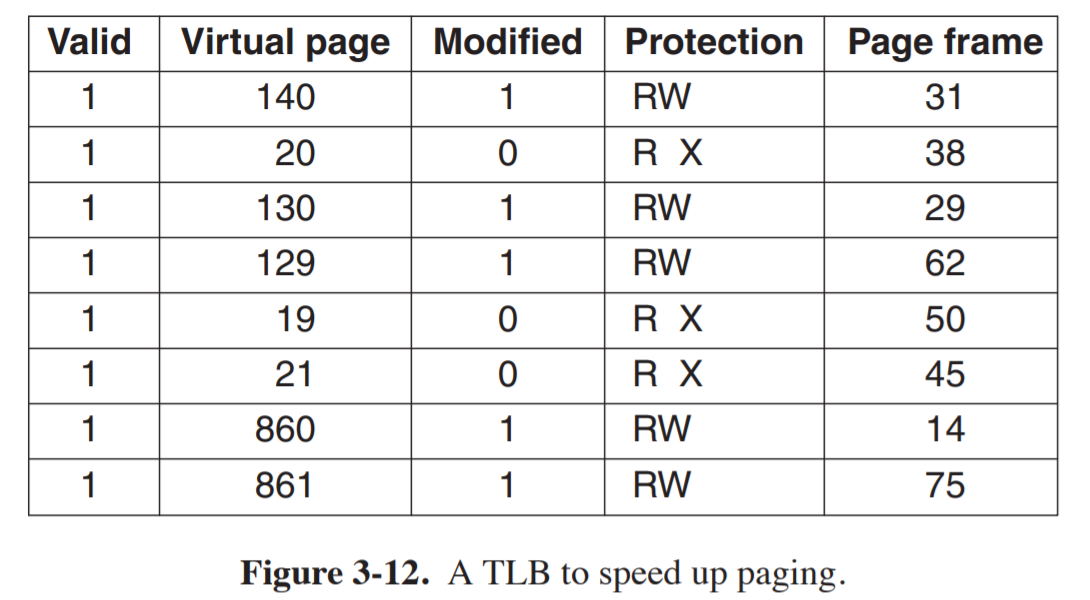 Valid Virtual page Modified Protection Page frame
1 140 1 RW 31
1 20 0 R X 38
1 130 1 RW 29
1 129 1 RW 62
1 19 0 R X 50
1 21 0 R X 45
1 860 1 RW 14
1 861 1 RW 75
Figure 3-12. A TLB to speed up paging.